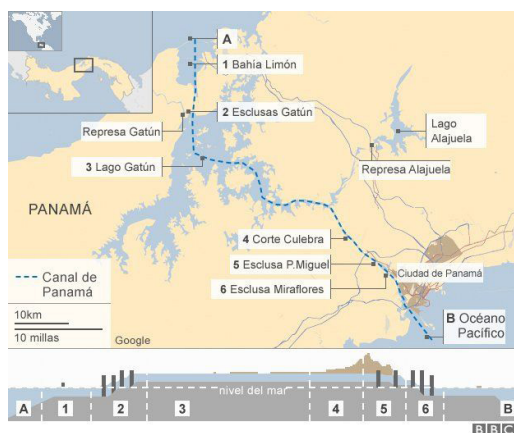 A
1 Bahía Limón
2 Esclusas Gatún
Represa Gatún
3 Lago Gatún
Lago
Alajuela
Represa Alajuela
PANAMÁ
4 Corte Culebra
5 Esclusa P.Miguel
Ciudad de Panamá
6 Esclusa Miraflores
Canal de
Panamá
10km
10 millas
Google
B Océano
Pacífico
nivel del mar
A 1 2 3 4 5 6 B
BBC